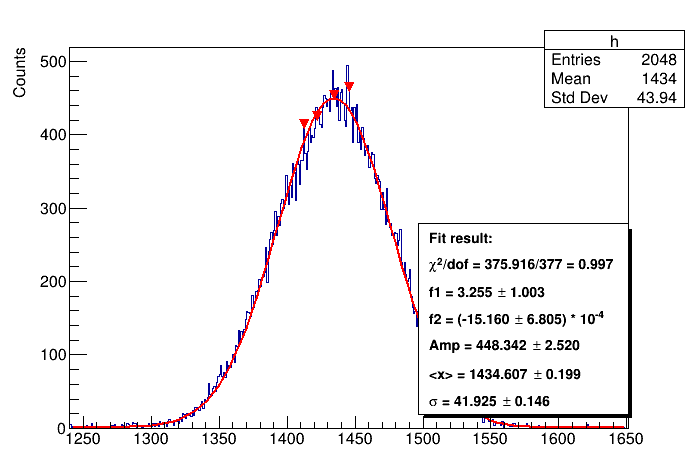 h
Entries 2048
Mean 1434
Std Dev 43.94
Counts
500
400
300
200
100
0
Fit result:
χ²/dof = 375.916/377 = 0.997
f1 = 3.255 ± 1.003
f2 = (-15.160 ± 6.805) * 10⁻⁴
Amp = 448.342 ± 2.520
<x> = 1434.607 ± 0.199
σ = 41.925 ± 0.146
1250 1300 1350 1400 1450 1500 1550 1600 1650